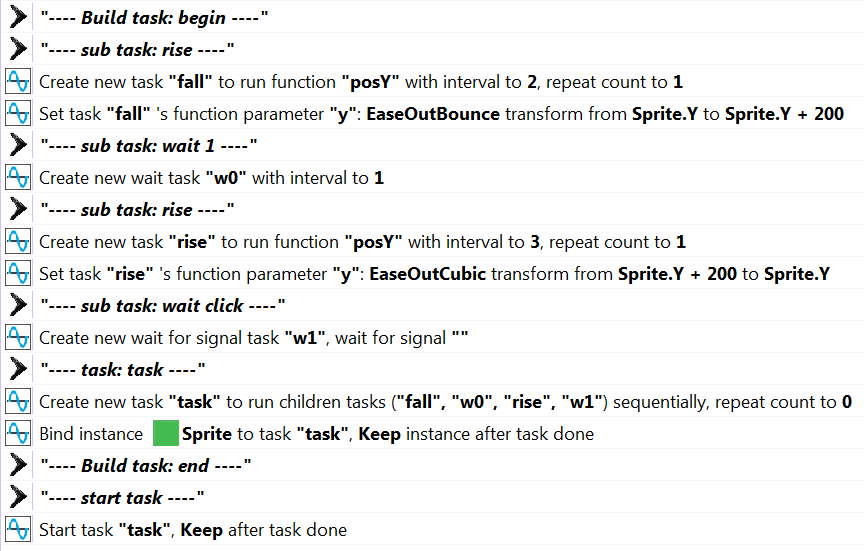 "---- Build task: begin ----"
"---- sub task: rise ----"
Create new task "fall" to run function "posY" with interval to 2, repeat count to 1
Set task "fall" 's function parameter "y": EaseOutBounce transform from Sprite.Y to Sprite.Y + 200
"---- sub task: wait 1 ----"
Create new wait task "w0" with interval to 1
"---- sub task: rise ----"
Create new task "rise" to run function "posY" with interval to 3, repeat count to 1
Set task "rise" 's function parameter "y": EaseOutCubic transform from Sprite.Y + 200 to Sprite.Y
"---- sub task: wait click ----"
Create new wait for signal task "w1", wait for signal ""
"---- task: task ----"
Create new task "task" to run children tasks ("fall", "w0", "rise", "w1") sequentially, repeat count to 0
Bind instance Sprite to task "task", Keep instance after task done
"---- Build task: end ----"
"---- start task ----"
Start task "task", Keep after task done